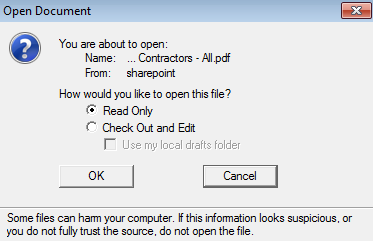 Open Document
You are about to open:
Name: ... Contractors - All.pdf
From: sharepoint
How would you like to open this file?
Read Only
Check Out and Edit
Use my local drafts folder
OK Cancel
Some files can harm your computer. If this information looks suspicious, or
you do not fully trust the source, do not open the file.